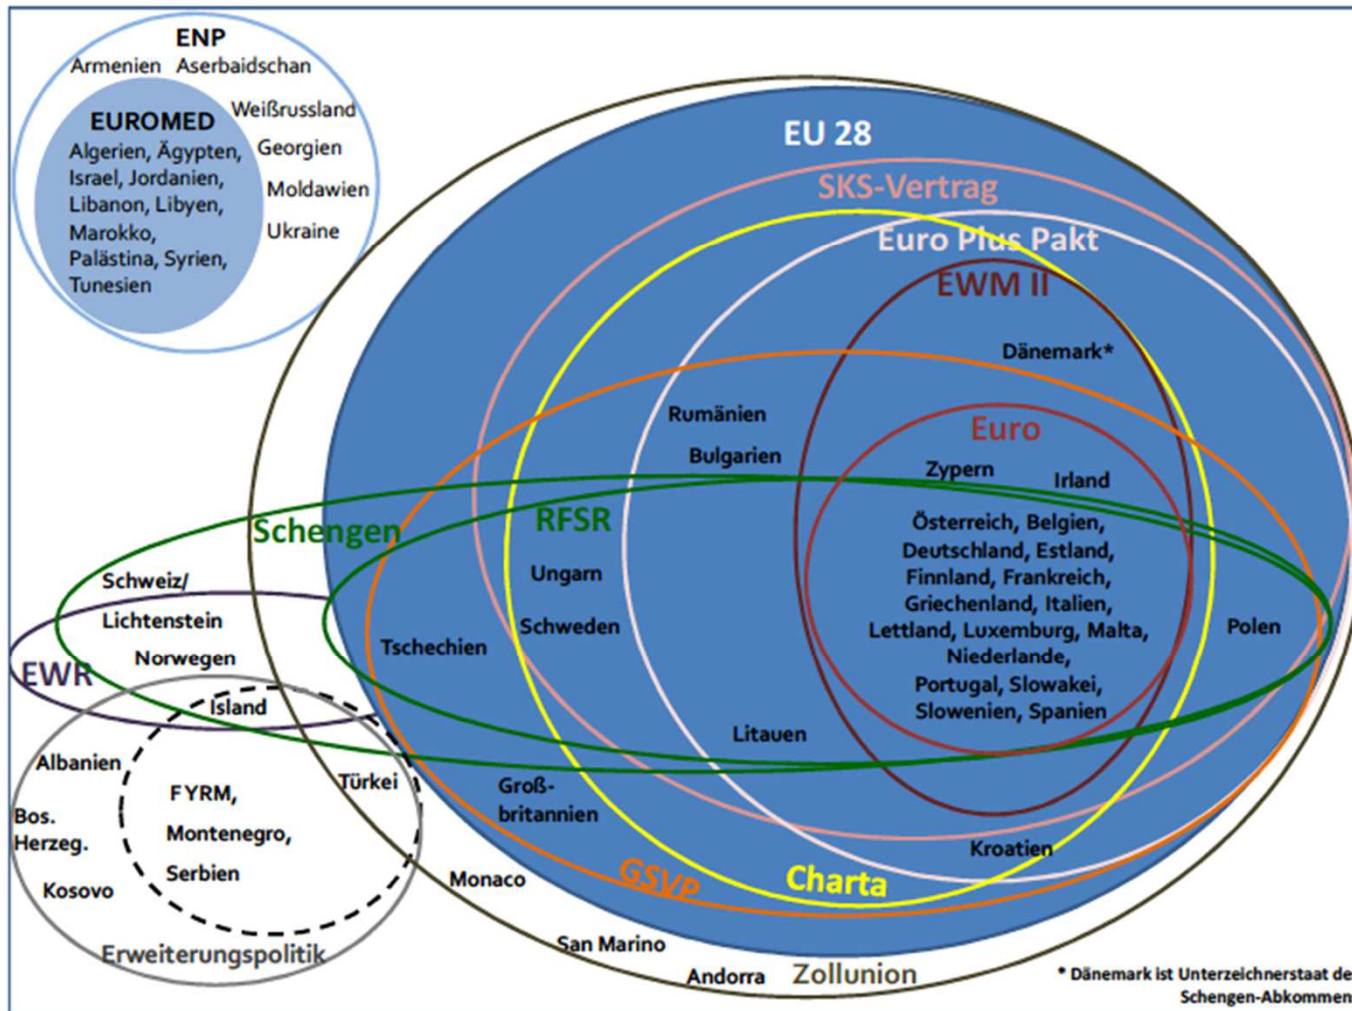 ENP
Armenien Aserbaidschan
Weißrussland
EUROMED
Algerien, Ägypten,
Israel, Jordanien,
Libanon, Libyen,
Marokko,
Palästina, Syrien,
Tunesien
Georgien
Moldawien
Ukraine
EU 28
SKS-Vertrag
Euro Plus Pakt
EWM II
Dänemark*
Rumänien
Bulgarien
Euro
Zypern
Irland
Schengen
RFSR
Österreich, Belgien,
Deutschland, Estland,
Finnland, Frankreich,
Griechenland, Italien,
Lettland, Luxemburg, Malta,
Niederlande,
Portugal, Slowakei,
Slowenien, Spanien
Ungarn
Schweden
Tschechien
Polen
Litauen
Schweiz/
Lichtenstein
Norwegen
EWR
Island
Albanien
Türkei
FYRM,
Montenegro,
Serbien
Bos.
Herzeg.
Kosovo
Erweiterungspolitik
Groß-
britannien
Kroatien
GSVP
Charta
Monaco
San Marino
Andorra
Zollunion
* Dänemark ist Unterzeichnerstaat de
Schengen-Abkommen